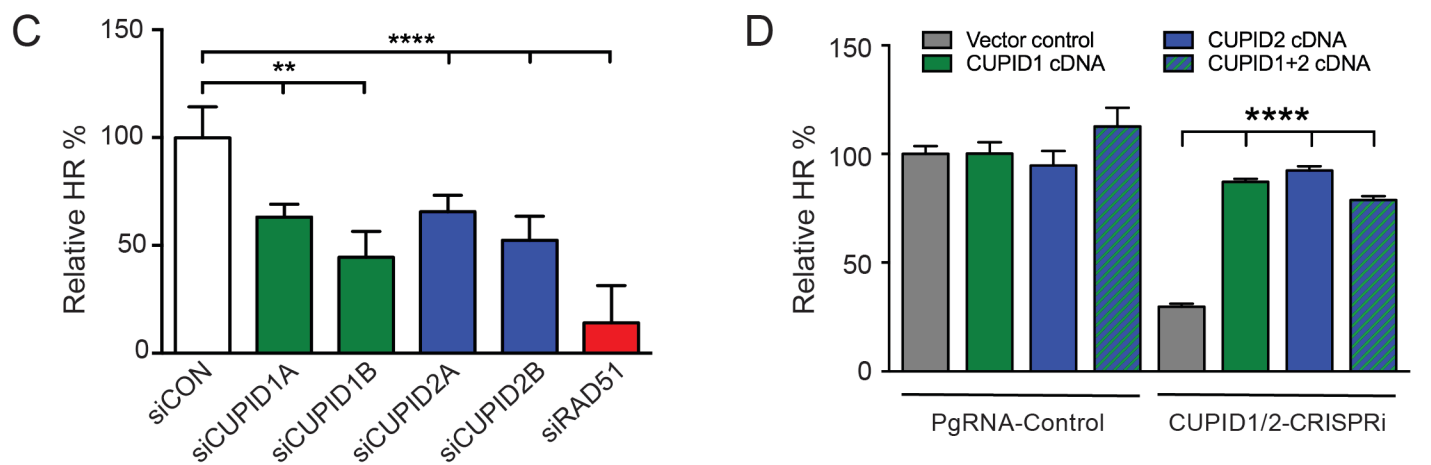 C
150
100
50
0
Relative HR %
****
**
siCON
siCUPID1A
siCUPID1B
siCUPID2A
siCUPID2B
siRAD51
D
150
100
50
0
Relative HR %
Vector control
CUPID1 cDNA
CUPID2 cDNA
CUPID1+2 cDNA
****
PgRNA-Control
CUPID1/2-CRISPRi